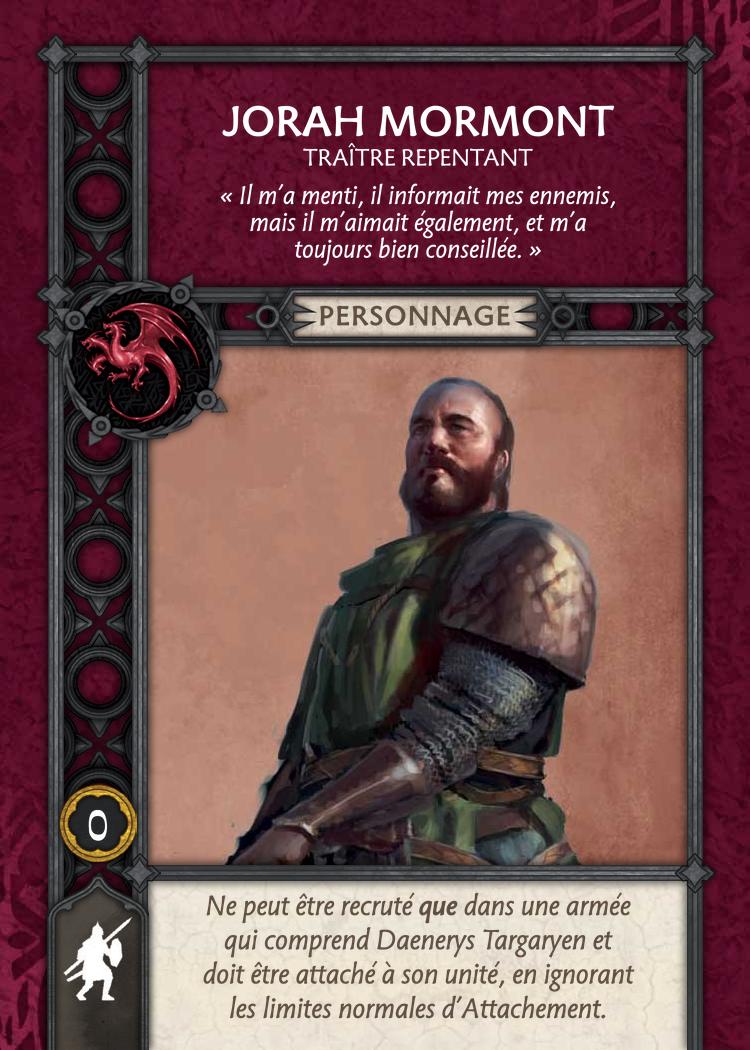 JORAH MORMONT
TRAÎTRE REPENTANT
« Il m'a menti, il informait mes ennemis,
mais il m'aimait également, et m'a
toujours bien conseillée. »
PERSONNAGE
0
Ne peut être recruté que dans une armée
qui comprend Daenerys Targaryen et
doit être attaché à son unité, en ignorant
les limites normales d'Attachement.